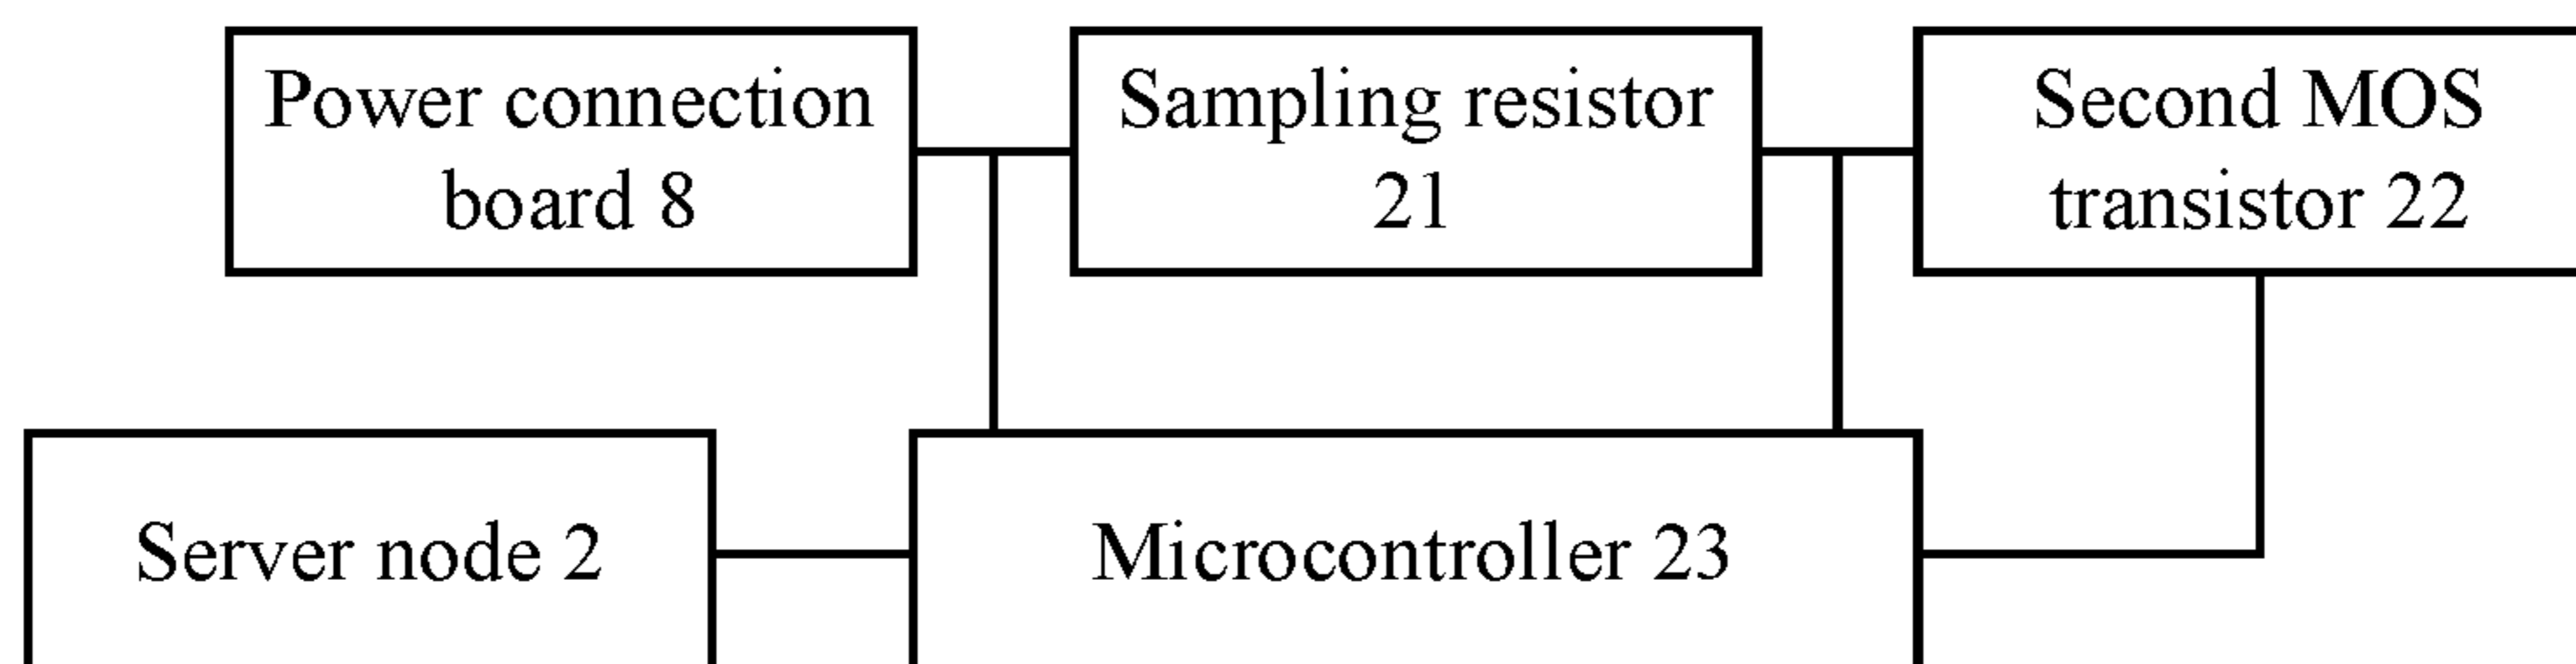 Power connection
board 8
Sampling resistor
21
Second MOS
transistor 22
Server node 2
Microcontroller 23